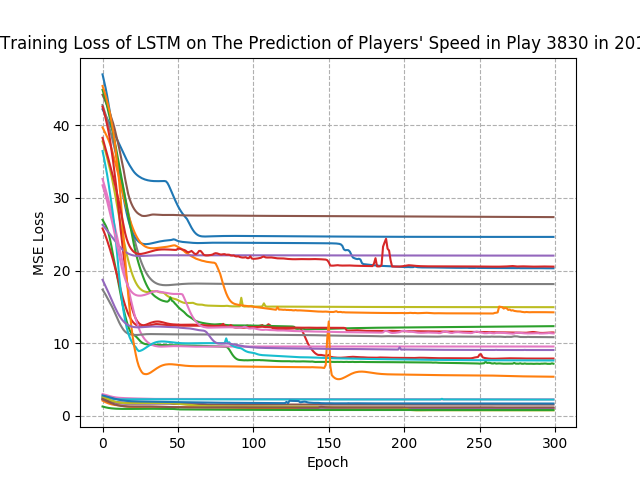 Training Loss of LSTM on The Prediction of Players' Speed in Play 3830 in 201
MSE Loss
40
30
20
10
0
0 50 100 150 200 250 300
Epoch